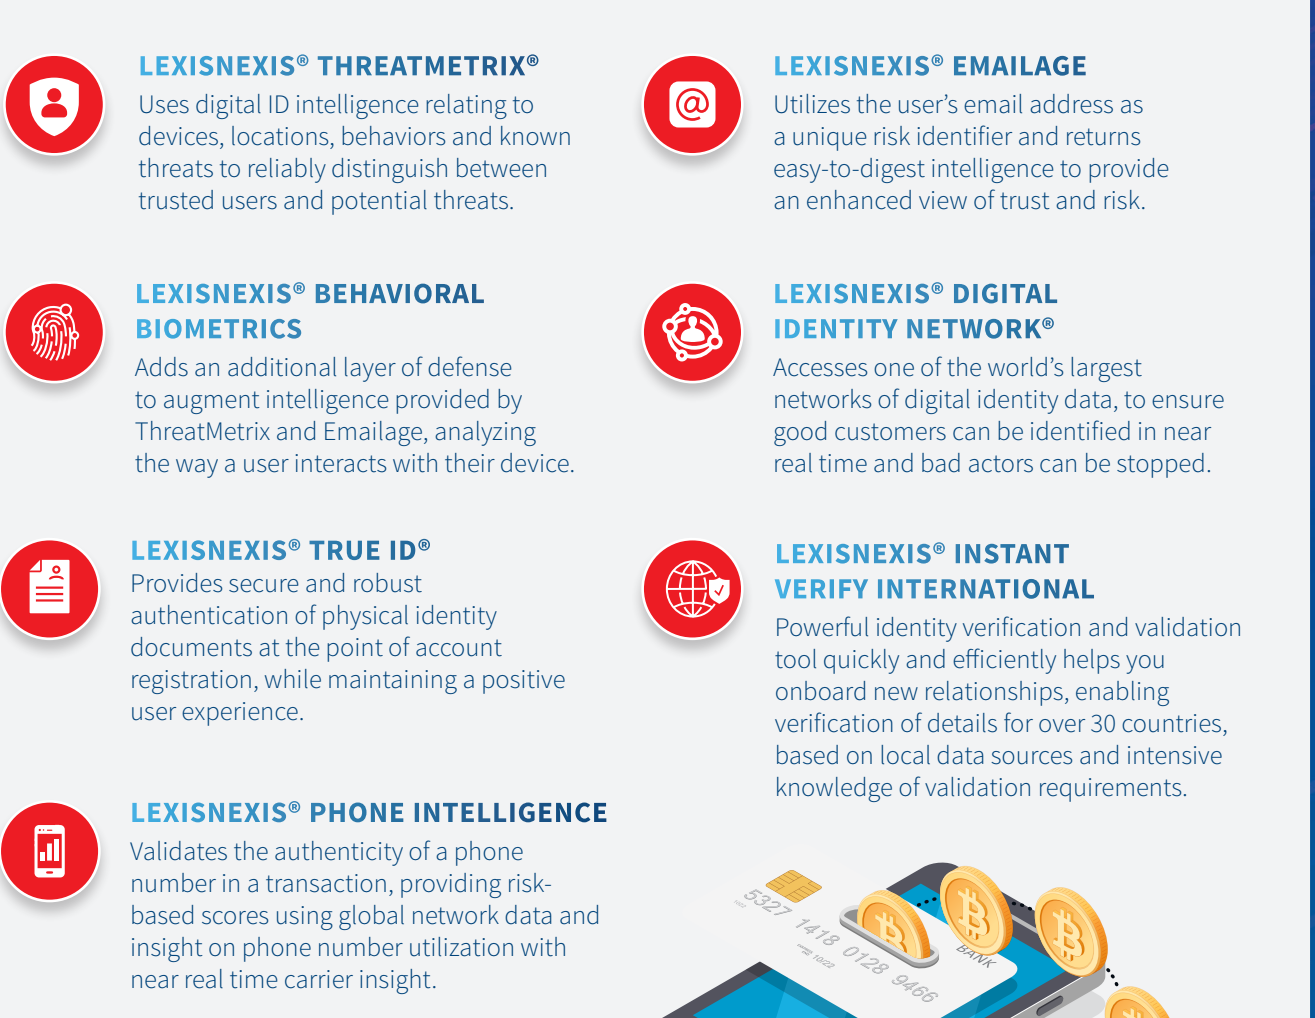 LEXISNEXIS® THREATMETRIX®
Uses digital ID intelligence relating to
devices, locations, behaviors and known
threats to reliably distinguish between
trusted users and potential threats.
LEXISNEXIS® EMAILAGE
Utilizes the user’s email address as
a unique risk identifier and returns
easy-to-digest intelligence to provide
an enhanced view of trust and risk.
LEXISNEXIS® BEHAVIORAL
BIOMETRICS
Adds an additional layer of defense
to augment intelligence provided by
ThreatMetrix and Emailage, analyzing
the way a user interacts with their device.
LEXISNEXIS® DIGITAL
IDENTITY NETWORK®
Accesses one of the world’s largest
networks of digital identity data, to ensure
good customers can be identified in near
real time and bad actors can be stopped.
LEXISNEXIS® TRUE ID®
Provides secure and robust
authentication of physical identity
documents at the point of account
registration, while maintaining a positive
user experience.
LEXISNEXIS® INSTANT
VERIFY INTERNATIONAL
Powerful identity verification and validation
tool quickly and efficiently helps you
onboard new relationships, enabling
verification of details for over 30 countries,
based on local data sources and intensive
knowledge of validation requirements.
LEXISNEXIS® PHONE INTELLIGENCE
Validates the authenticity of a phone
number in a transaction, providing risk-
based scores using global network data and
insight on phone number utilization with
near real time carrier insight.
5327 1418 0128 9466
10/22
BANK